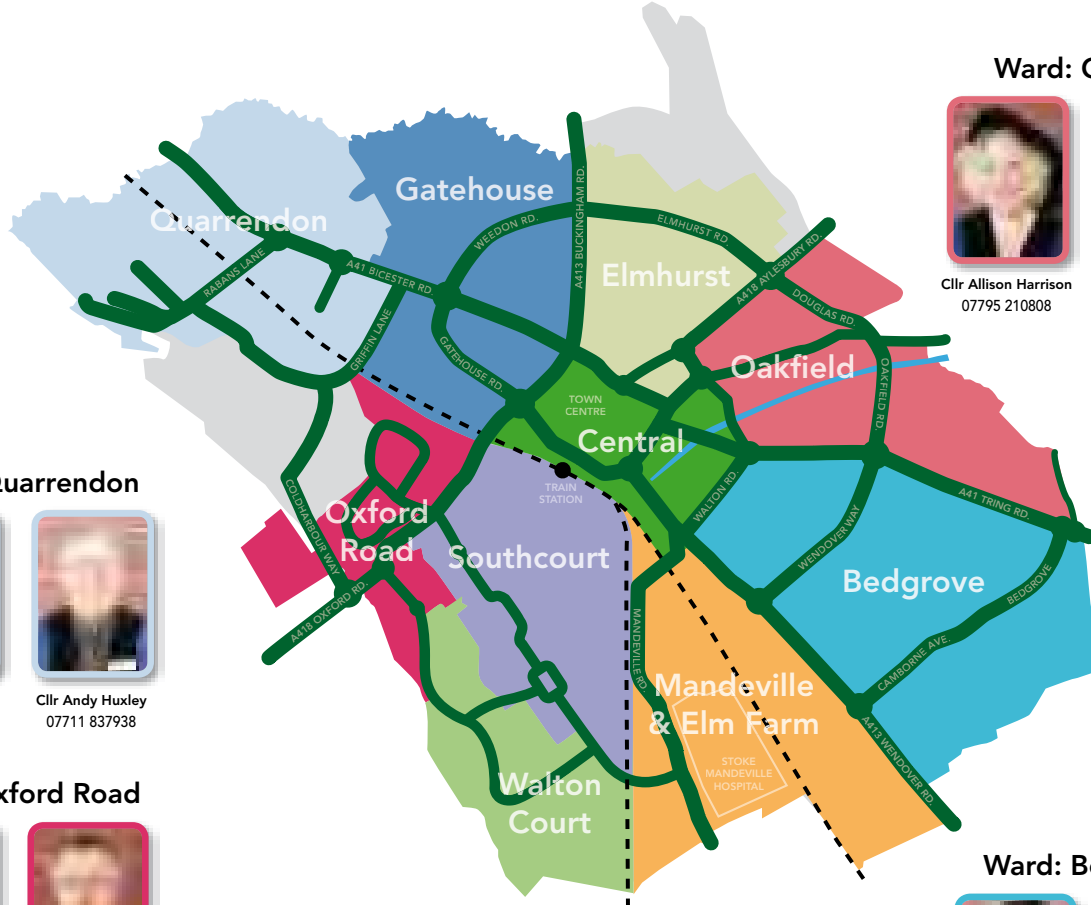 Ward: O
Cllr Allison Harrison
07795 210808
Quarrendon
Gatehouse
Elmhurst
Oakfield
TOWN
CENTRE
Central
TRAIN
STATION
Oxford
Road
Southcourt
Bedgrove
Mandeville
& Elm Farm
STOKE
MANDEVILLE
HOSPITAL
Walton
Court
RABANS LANE
A41 BICESTER RD.
GRIFFIN LANE
WEEDON RD.
GATEHOUSE RD.
A413 BUCKINGHAM RD.
ELMHURST RD.
A418 AYLESBURY RD.
DOUGLAS RD.
OAKFIELD RD.
COLDHARBOUR WAY
A418 OXFORD RD.
WALTON RD.
WENDOVER WAY
A41 TRING RD.
BEDGROVE
CAMBORNE AVE.
MANDEVILLE RD.
A413 WENDOVER RD.
uarrendon
Cllr Andy Huxley
07711 837938
xford Road
Ward: Be